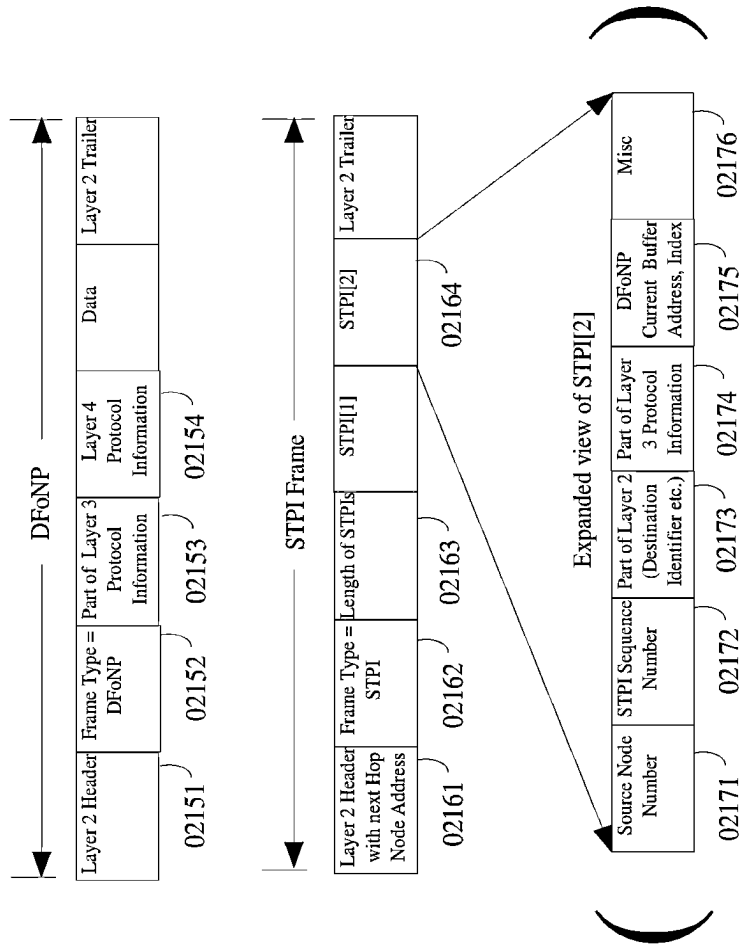 DFoNP
Layer 2 Header
Frame Type =
DFoNP
Part of Layer 3
Protocol
Information
Layer 4
Protocol
Information
Data
Layer 2 Trailer
02151
02152
02153
02154
STPI Frame
Layer 2 Header
with next Hop
Node Address
Frame Type =
STPI
Length of STPIs
STPI[1]
STPI[2]
Layer 2 Trailer
02161
02162
02163
02164
Expanded view of STPI[2]
Source Node
Number
STPI Sequence
Number
Part of Layer 2
(Destination
Identifier etc.)
Part of Layer
3 Protocol
Information
DFoNP
Current Buffer
Address, Index
Misc
02171
02172
02173
02174
02175
02176